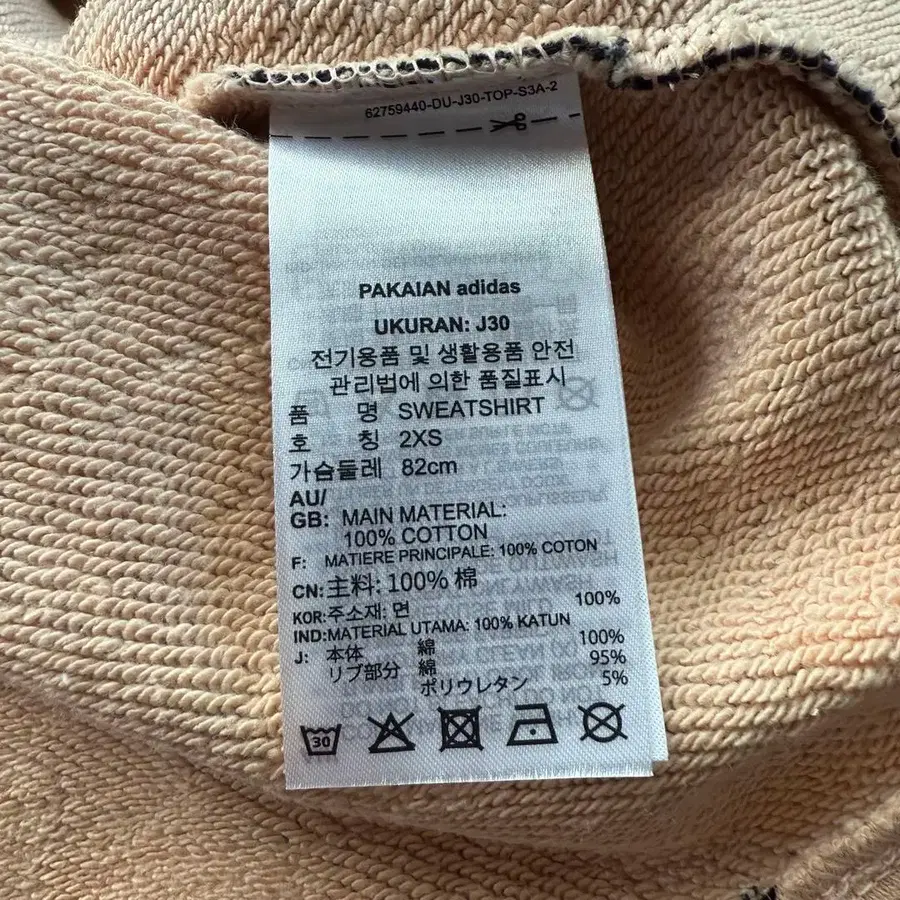 62759440-DU-J30-TOP-S3A-2
PAKAIAN adidas
UKURAN: J30
전기용품 및 생활용품 안전
관리법에 의한 품질표시
품 명 SWEATSHIRT
호 칭 2XS
가슴둘레 82cm
AU/
GB: MAIN MATERIAL:
100% COTTON
F: MATIERE PRINCIPALE: 100% COTON
CN: 主料: 100% 棉
KOR: 주소재: 면 100%
IND: MATERIAL UTAMA: 100% KATUN
J: 本体 綿 100%
リブ部分 綿 95%
ポリウレタン 5%
30